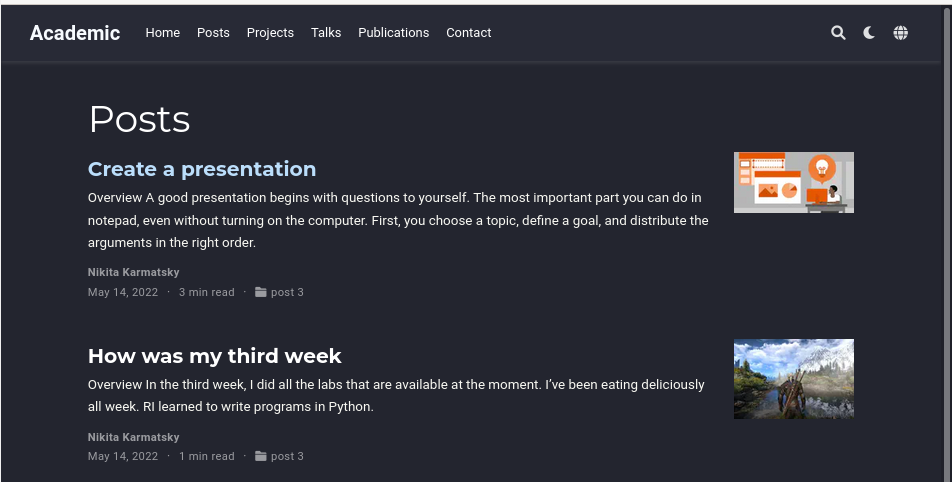 Academic Home Posts Projects Talks Publications Contact
Posts
Create a presentation
Overview A good presentation begins with questions to yourself. The most important part you can do in
notepad, even without turning on the computer. First, you choose a topic, define a goal, and distribute the
arguments in the right order.
Nikita Karmatsky
May 14, 2022 · 3 min read · post 3
How was my third week
Overview In the third week, I did all the labs that are available at the moment. I’ve been eating deliciously
all week. RI learned to write programs in Python.
Nikita Karmatsky
May 14, 2022 · 1 min read · post 3